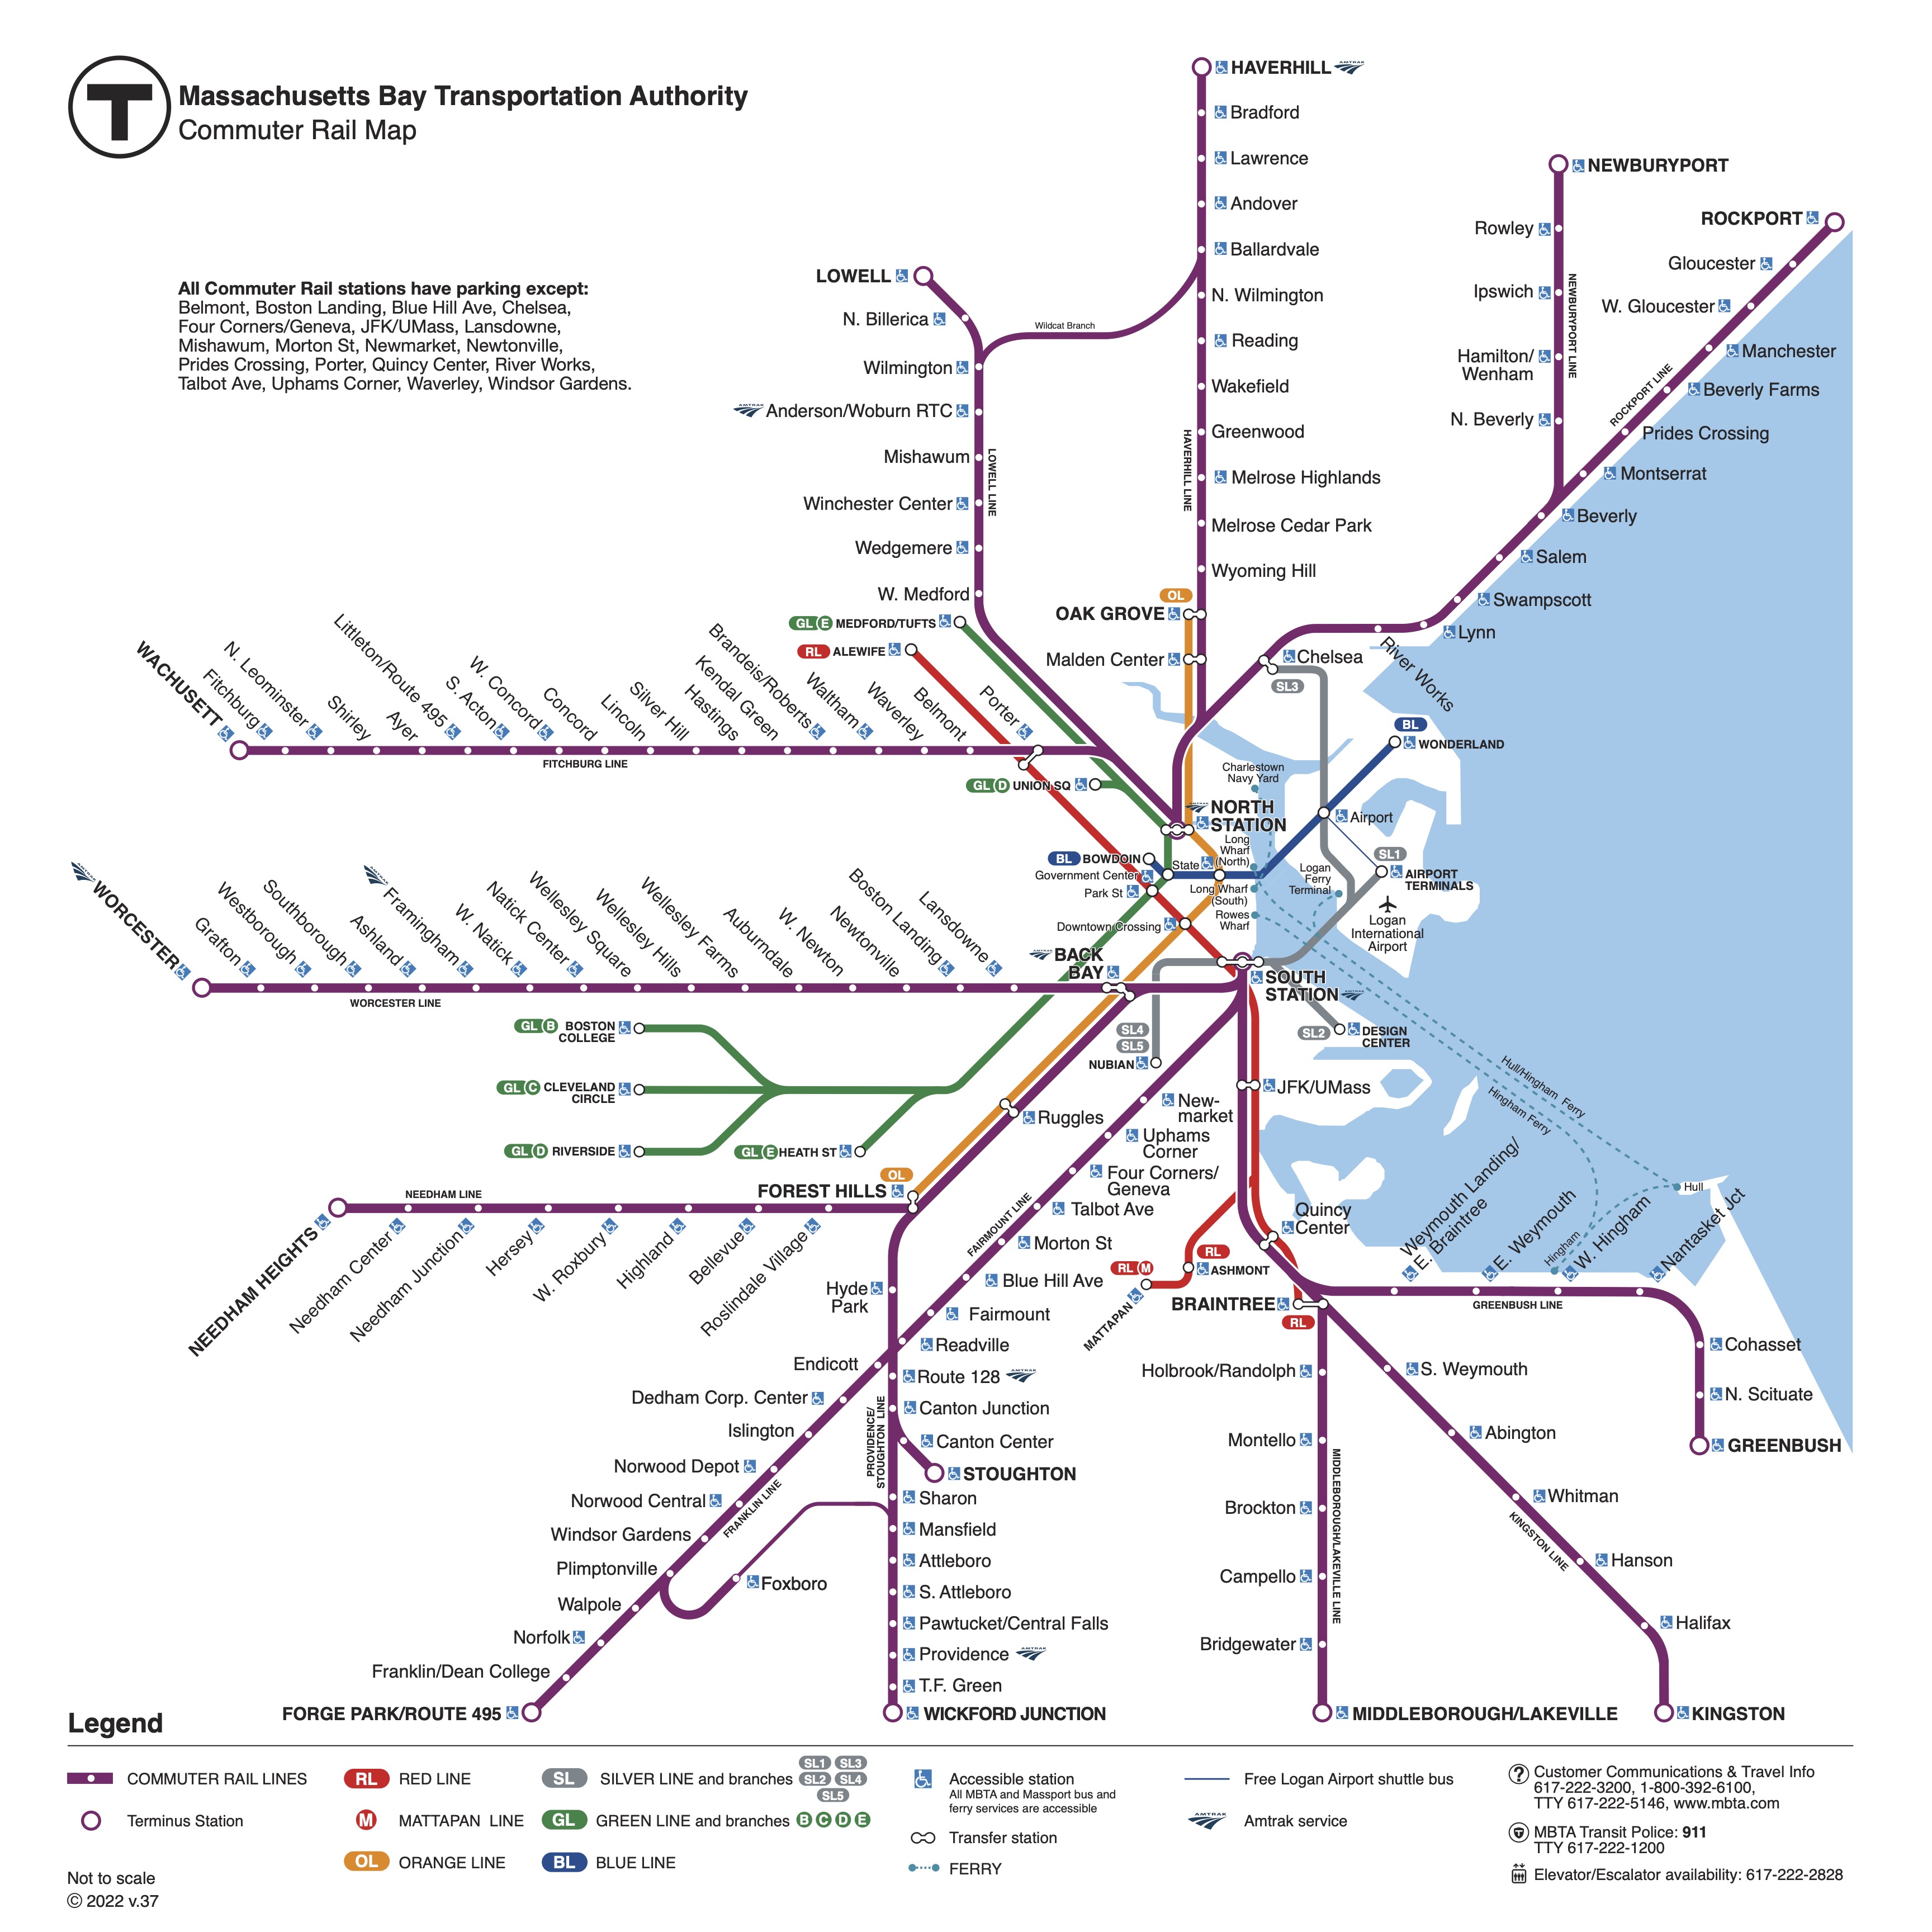 T
Massachusetts Bay Transportation Authority
Commuter Rail Map
All Commuter Rail stations have parking except:
Belmont, Boston Landing, Blue Hill Ave, Chelsea,
Four Corners/Geneva, JFK/UMass, Lansdowne,
Mishawum, Morton St, Newmarket, Newtonville,
Prides Crossing, Porter, Quincy Center, River Works,
Talbot Ave, Uphams Corner, Waverley, Windsor Gardens.
HAVERHILL
AMTRAK
Bradford
Lawrence
Andover
Ballardvale
N. Wilmington
Reading
Wakefield
Greenwood
Melrose Highlands
Melrose Cedar Park
Wyoming Hill
HAVERHILL LINE
OL
OAK GROVE
Malden Center
NEWBURYPORT
Rowley
Ipswich
Hamilton/
Wenham
N. Beverly
NEWBURYPORT LINE
ROCKPORT
Gloucester
W. Gloucester
Manchester
Beverly Farms
Prides Crossing
Montserrat
ROCKPORT LINE
Beverly
Salem
Swampscott
Lynn
River Works
Chelsea
SL3
LOWELL
N. Billerica
Wilmington
Wildcat Branch
AMTRAK
Anderson/Woburn RTC
Mishawum
Winchester Center
Wedgemere
W. Medford
LOWELL LINE
GL E MEDFORD/TUFTS
RL ALEWIFE
WACHUSETT
Fitchburg
N. Leominster
Shirley
Ayer
Littleton/Route 495
S. Acton
W. Concord
Concord
Lincoln
Silver Hill
Hastings
Kendal Green
Brandeis/Roberts
Waltham
Waverley
Belmont
Porter
FITCHBURG LINE
GL D UNION SQ
AMTRAK
NORTH
STATION
Charlestown
Navy Yard
BL
WONDERLAND
Airport
SL1
AIRPORT
TERMINALS
Logan
International
Airport
Logan
Ferry
Terminal
Long
Wharf
(North)
Long Wharf
(South)
Rowes
Wharf
BL BOWDOIN
State
Government Center
Park St
Downtown Crossing
AMTRAK
BACK
BAY
SOUTH
STATION
AMTRAK
SL2
DESIGN
CENTER
SL4
SL5
NUBIAN
AMTRAK
WORCESTER
Grafton
Westborough
Southborough
Ashland
AMTRAK
Framingham
W. Natick
Natick Center
Wellesley Square
Wellesley Hills
Wellesley Farms
Auburndale
W. Newton
Newtonville
Boston Landing
Lansdowne
WORCESTER LINE
GL B BOSTON
COLLEGE
GL C CLEVELAND
CIRCLE
GL D RIVERSIDE
GL E HEATH ST
OL
FOREST HILLS
Ruggles
NEEDHAM LINE
NEEDHAM HEIGHTS
Needham Center
Needham Junction
Hersey
W. Roxbury
Highland
Bellevue
Roslindale Village
Hyde
Park
New-
market
Uphams
Corner
Four Corners/
Geneva
Talbot Ave
Morton St
Blue Hill Ave
Fairmount
Readville
FAIRMOUNT LINE
JFK/UMass
Quincy
Center
RL
ASHMONT
RL M
MATTAPAN
BRAINTREE
RL
Hull/Hingham Ferry
Hingham Ferry
Hull
Hingham
Weymouth Landing/
E. Braintree
E. Weymouth
W. Hingham
Nantasket Jct
GREENBUSH LINE
Cohasset
N. Scituate
GREENBUSH
Endicott
Dedham Corp. Center
Islington
Norwood Depot
Norwood Central
Windsor Gardens
Plimptonville
Walpole
Norfolk
Franklin/Dean College
FORGE PARK/ROUTE 495
FRANKLIN LINE
Foxboro
Route 128
AMTRAK
Canton Junction
Canton Center
STOUGHTON
PROVIDENCE/
STOUGHTON LINE
Sharon
Mansfield
Attleboro
S. Attleboro
Pawtucket/Central Falls
Providence
AMTRAK
T.F. Green
WICKFORD JUNCTION
Holbrook/Randolph
Montello
Brockton
Campello
Bridgewater
MIDDLEBOROUGH/LAKEVILLE
MIDDLEBOROUGH/LAKEVILLE LINE
S. Weymouth
Abington
Whitman
Hanson
Halifax
KINGSTON
KINGSTON LINE
Legend
COMMUTER RAIL LINES
Terminus Station
RL RED LINE
M MATTAPAN LINE
OL ORANGE LINE
SL SILVER LINE and branches SL1 SL3 SL2 SL4 SL5
GL GREEN LINE and branches B C D E
BL BLUE LINE
Accessible station
All MBTA and Massport bus and
ferry services are accessible
Transfer station
FERRY
Free Logan Airport shuttle bus
AMTRAK
Amtrak service
? Customer Communications & Travel Info
617-222-3200, 1-800-392-6100,
TTY 617-222-5146, www.mbta.com
T MBTA Transit Police: 911
TTY 617-222-1200
Elevator/Escalator availability: 617-222-2828
Not to scale
© 2022 v.37